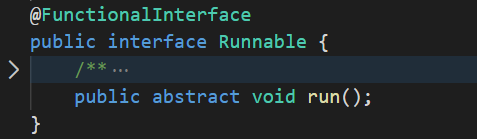 @FunctionalInterface
public interface Runnable {
/**...
public abstract void run();
}